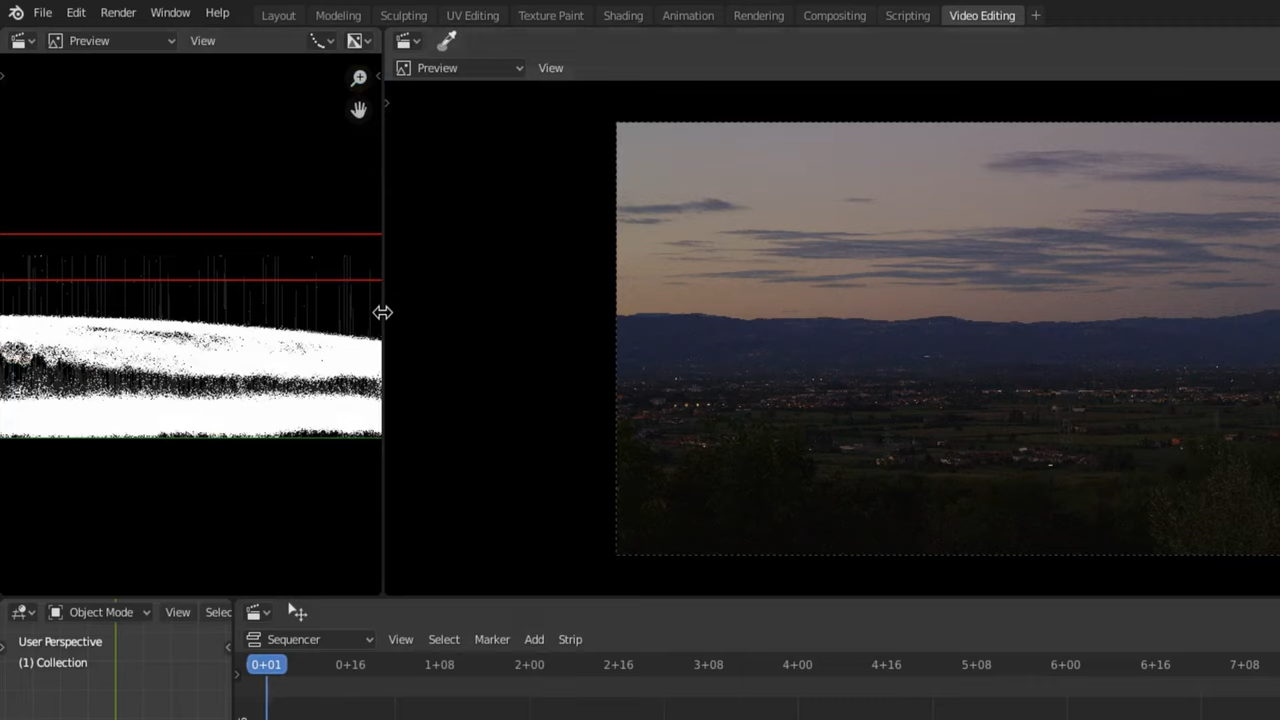 File Edit Render Window Help Layout Modeling Sculpting UV Editing Texture Paint Shading Animation Rendering Compositing Scripting Video Editing +
Preview View
Preview View
Object Mode View Selec
User Perspective
(1) Collection
Sequencer View Select Marker Add Strip
0+01 0+16 1+08 2+00 2+16 3+08 4+00 4+16 5+08 6+00 6+16 7+08